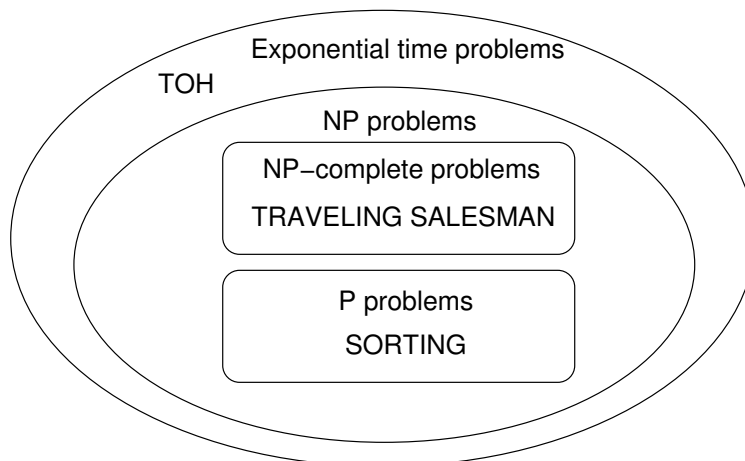 Exponential time problems
TOH
NP problems
NP−complete problems
TRAVELING SALESMAN
P problems
SORTING